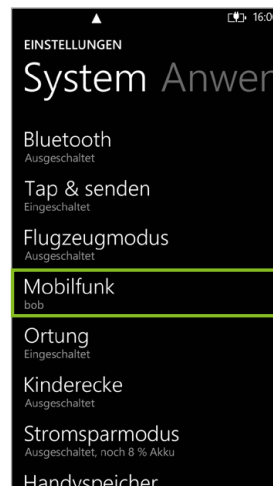 16:0
EINSTELLUNGEN
System Anwen
Bluetooth
Ausgeschaltet
Tap & senden
Eingeschaltet
Flugzeugmodus
Ausgeschaltet
Mobilfunk
bob
Ortung
Eingeschaltet
Kinderecke
Ausgeschaltet
Stromsparmodus
Ausgeschaltet, noch 8 % Akku
Handyspeicher